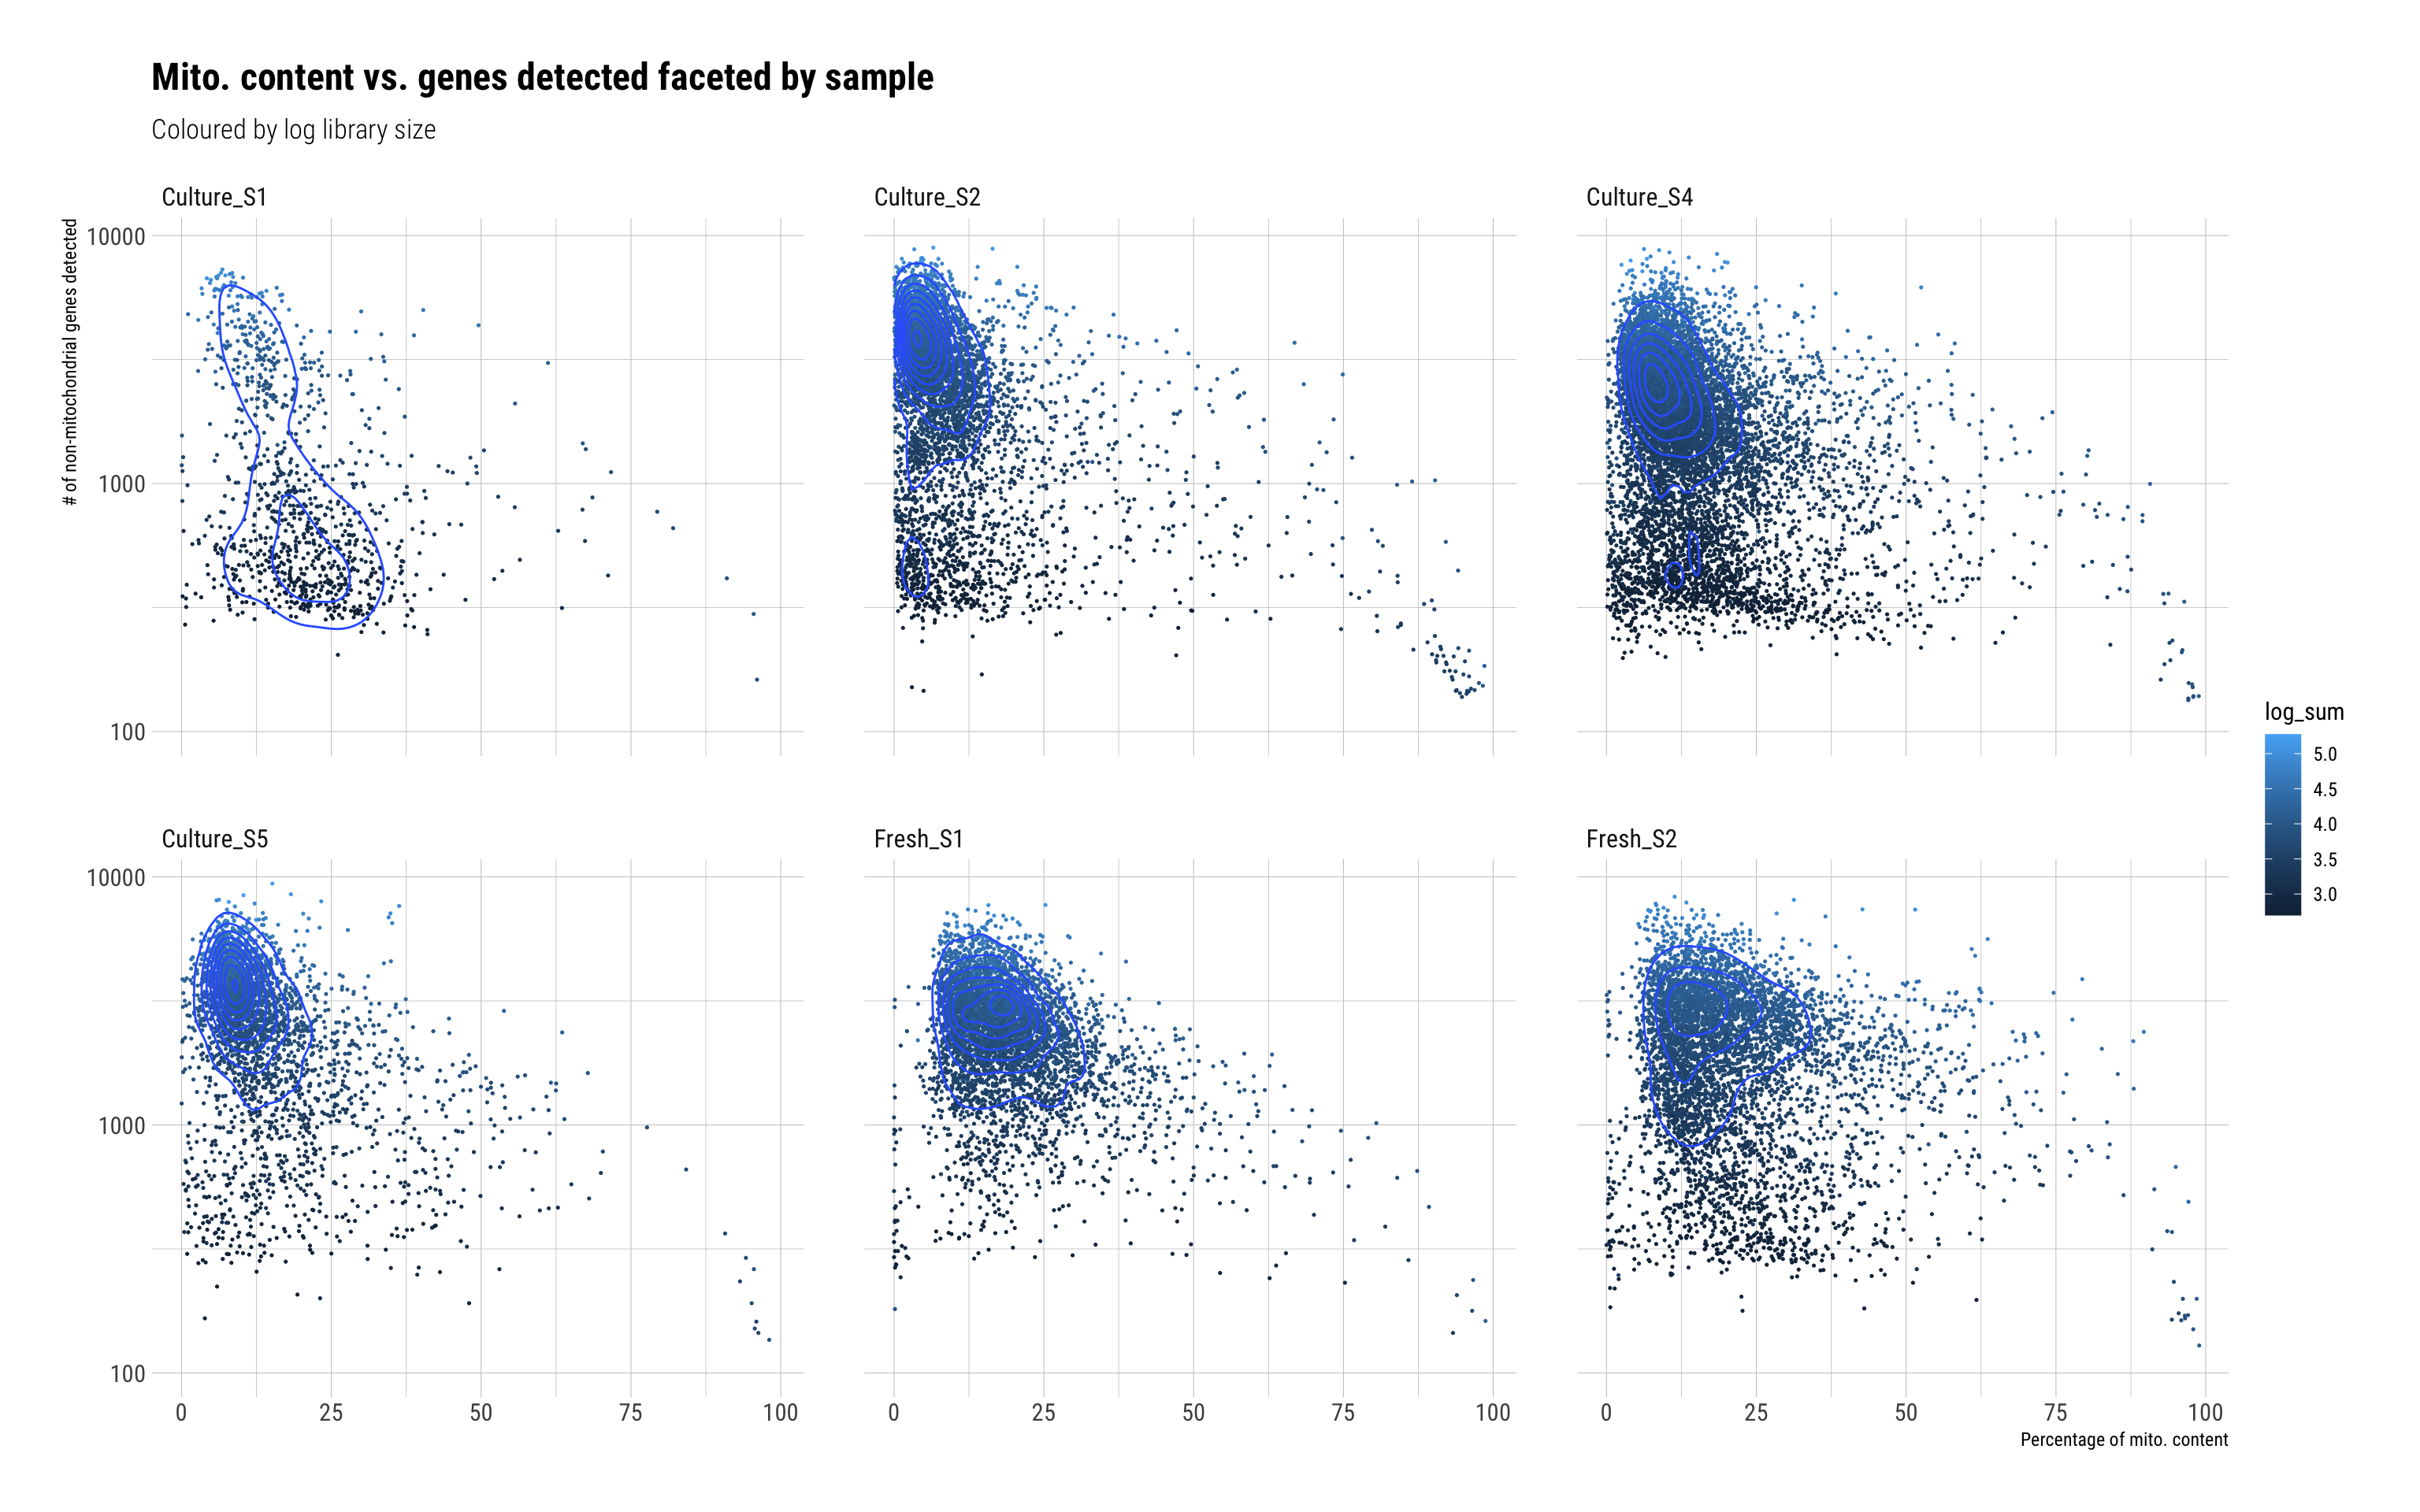 Mito. content vs. genes detected faceted by sample
Coloured by log library size
Culture_S1
Culture_S2
Culture_S4
# of non-mitochondrial genes detected
10000
1000
100
log_sum
5.0
4.5
4.0
3.5
3.0
Culture_S5
Fresh_S1
Fresh_S2
10000
1000
100
0 25 50 75 100
0 25 50 75 100
0 25 50 75 100
Percentage of mito. content